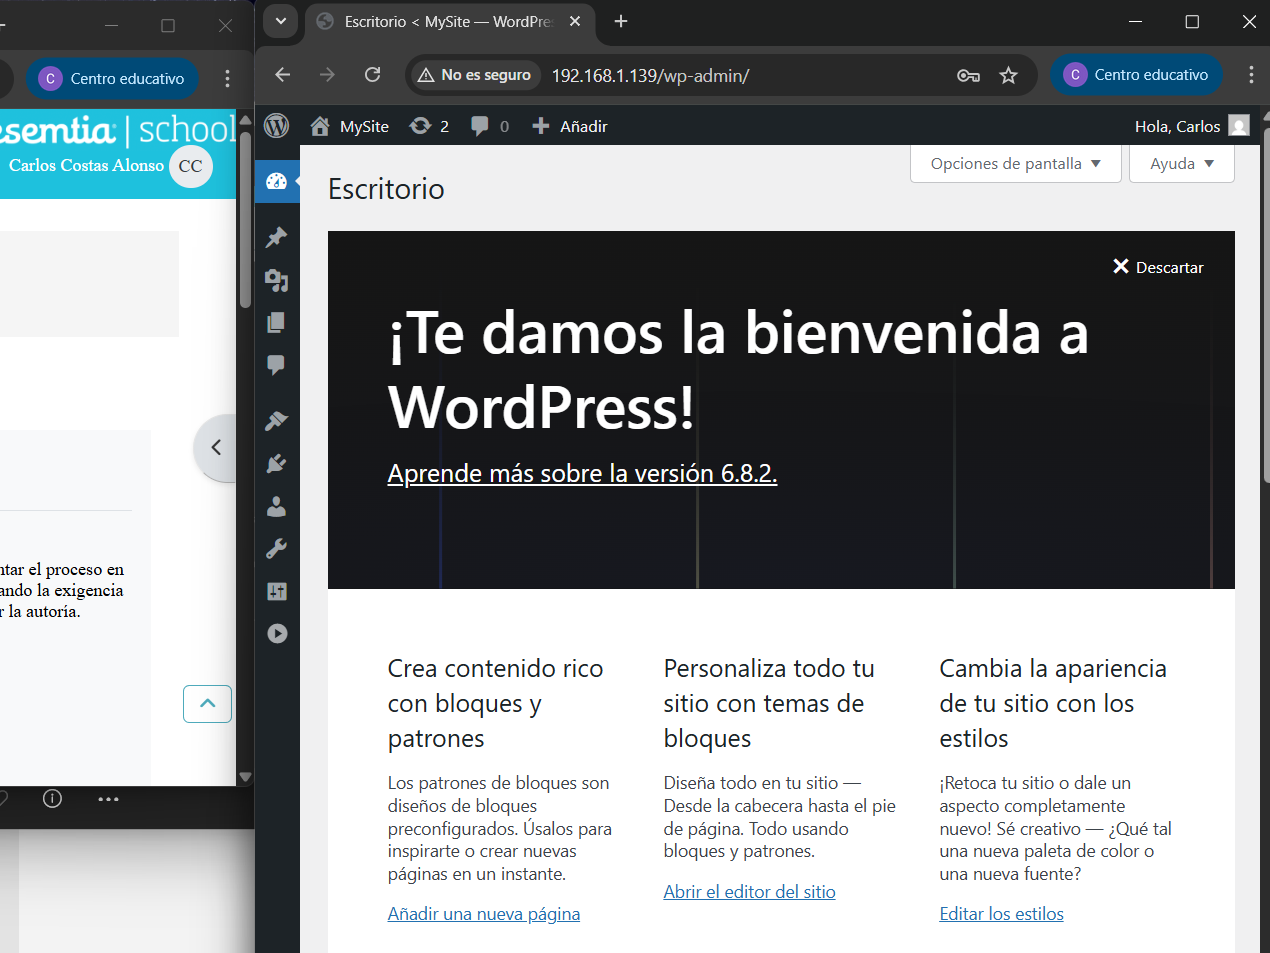 Centro educativo
esemtia | school
Carlos Costas Alonso CC
ntar el proceso en
ando la exigencia
r la autoría.
Escritorio < MySite — WordPres
No es seguro 192.168.1.139/wp-admin/
C Centro educativo
MySite 2 0 Añadir
Hola, Carlos
Opciones de pantalla
Ayuda
Escritorio
Descartar
¡Te damos la bienvenida a
WordPress!
Aprende más sobre la versión 6.8.2.
Crea contenido rico
con bloques y
patrones
Los patrones de bloques son
diseños de bloques
preconfigurados. Úsalos para
inspirarte o crear nuevas
páginas en un instante.
Añadir una nueva página
Personaliza todo tu
sitio con temas de
bloques
Diseña todo en tu sitio —
Desde la cabecera hasta el pie
de página. Todo usando
bloques y patrones.
Abrir el editor del sitio
Cambia la apariencia
de tu sitio con los
estilos
¡Retoca tu sitio o dale un
aspecto completamente
nuevo! Sé creativo — ¿Qué tal
una nueva paleta de color o
una nueva fuente?
Editar los estilos